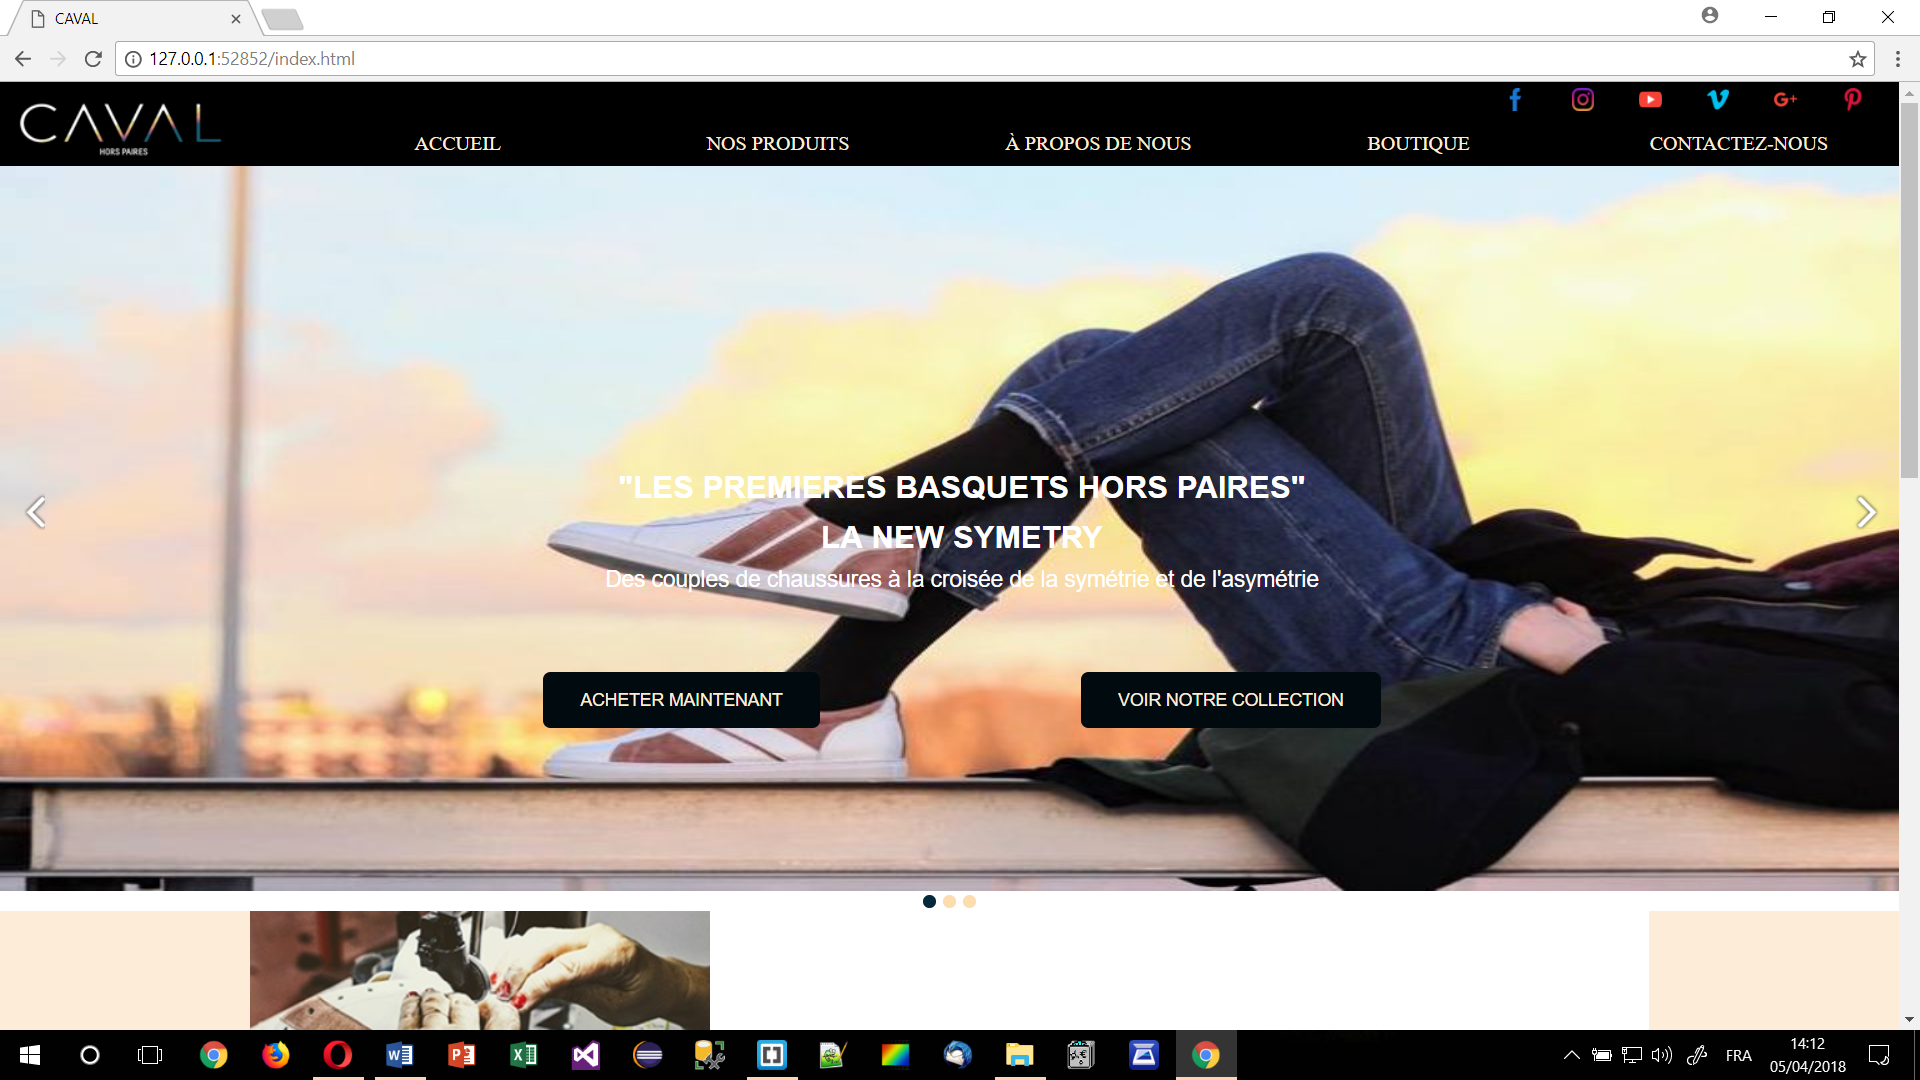 CAVAL
127.0.0.1:52852/index.html
CAVAL
HORS PAIRES
ACCUEIL
NOS PRODUITS
À PROPOS DE NOUS
BOUTIQUE
CONTACTEZ-NOUS
"LES PREMIERES BASQUETS HORS PAIRES"
LA NEW SYMETRY
Des couples de chaussures à la croisée de la symétrie et de l'asymétrie
ACHETER MAINTENANT
VOIR NOTRE COLLECTION
FRA
14:12
05/04/2018